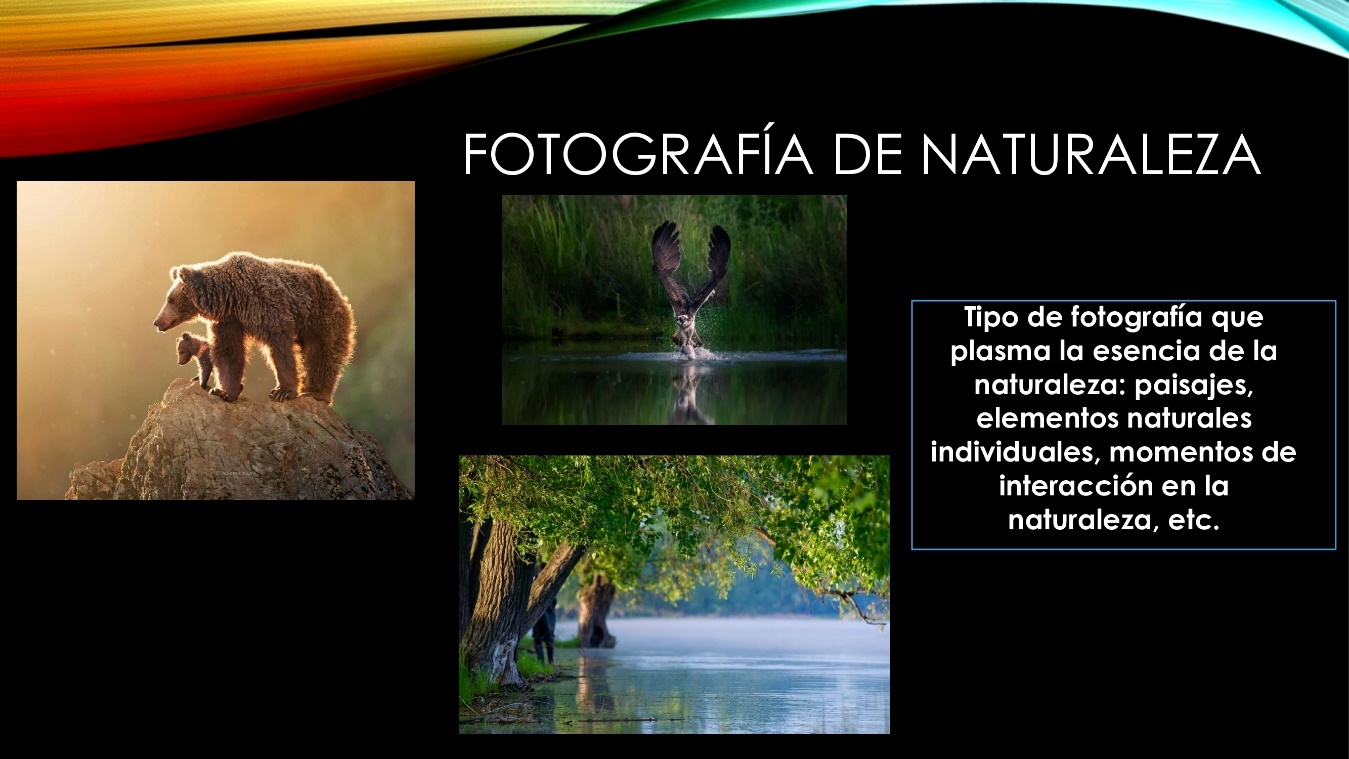 FOTOGRAFÍA DE NATURALEZA
Tipo de fotografía que
plasma la esencia de la
naturaleza: paisajes,
elementos naturales
individuales, momentos de
interacción en la
naturaleza, etc.